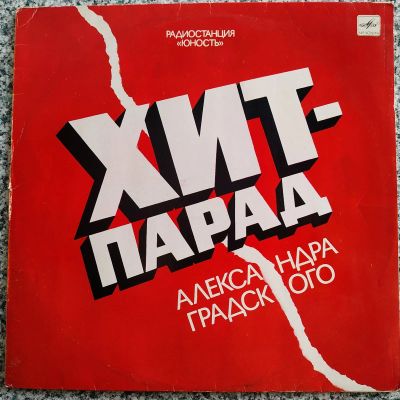 РАДИОСТАНЦИЯ
«ЮНОСТЬ»
ХИТ-
ПАРАД
АЛЕКСАНДРА
ГРАДСКОГО